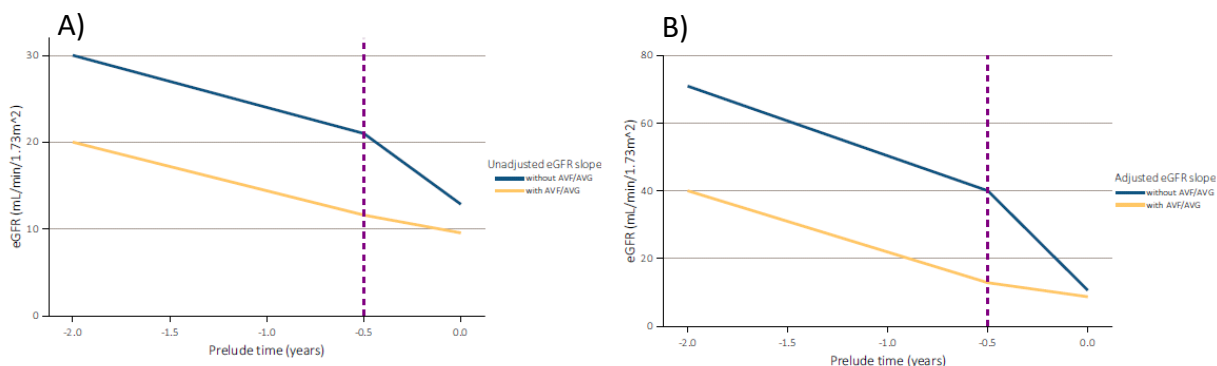 A)
30
20
10
0
eGFR (mL/min/1.73m^2)
-2.0
-1.5
-1.0
-0.5
0.0
Prelude time (years)
Unadjusted eGFR slope
without AVF/AVG
with AVF/AVG
B)
80
60
40
20
0
eGFR (mL/min/1.73m^2)
-2.0
-1.5
-1.0
-0.5
0.0
Prelude time (years)
Adjusted eGFR slope
without AVF/AVG
with AVF/AVG